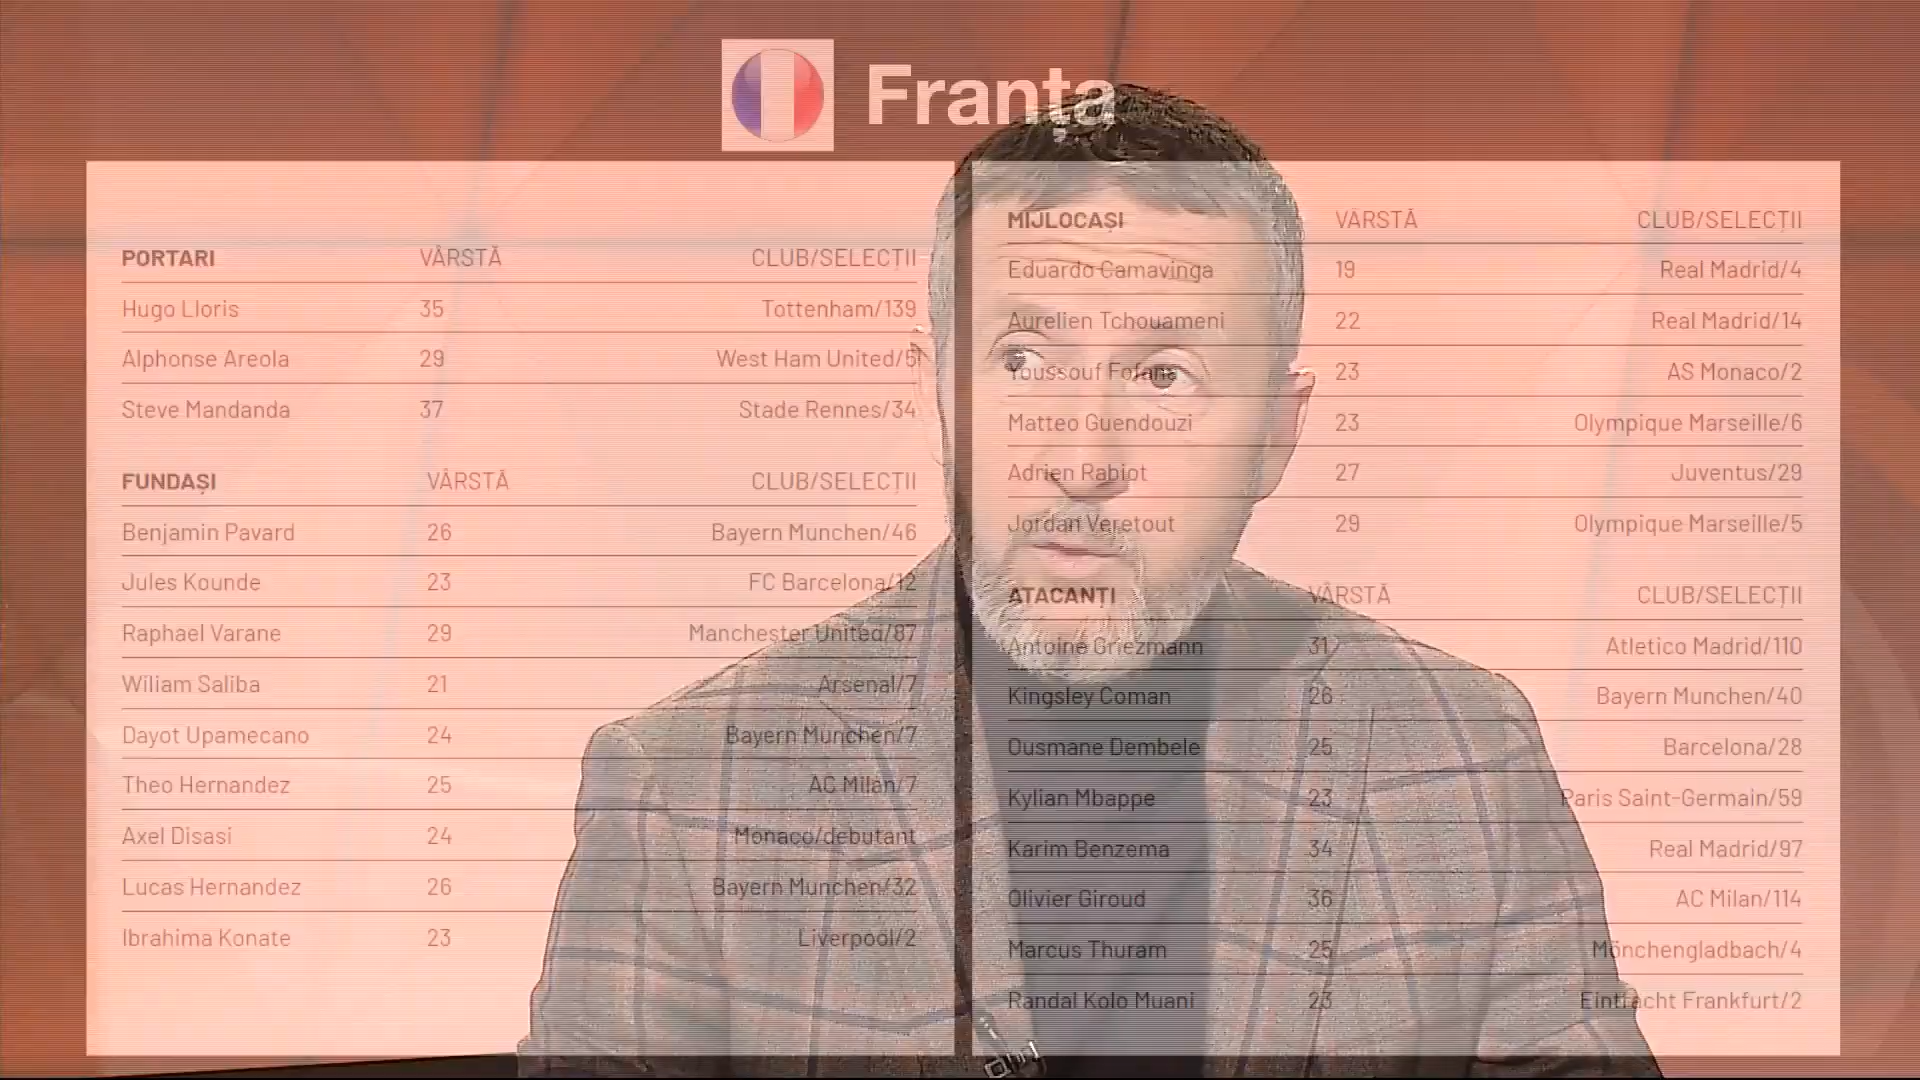 Franța
PORTARI VÂRSTĂ CLUB/SELECȚII
Hugo Lloris 35 Tottenham/139
Alphonse Areola 29 West Ham United/5
Steve Mandanda 37 Stade Rennes/34
FUNDAȘI VÂRSTĂ CLUB/SELECȚII
Benjamin Pavard 26 Bayern Munchen/46
Jules Kounde 23 FC Barcelona/12
Raphael Varane 29 Manchester United/87
Wiliam Saliba 21 Arsenal/7
Dayot Upamecano 24 Bayern Munchen/7
Theo Hernandez 25 AC Milan/7
Axel Disasi 24 Monaco/debutant
Lucas Hernandez 26 Bayern Munchen/32
Ibrahima Konate 23 Liverpool/2
MIJLOCAȘI VÂRSTĂ CLUB/SELECȚII
Eduardo Camavinga 19 Real Madrid/4
Aurelien Tchouameni 22 Real Madrid/14
Youssouf Fofana 23 AS Monaco/2
Matteo Guendouzi 23 Olympique Marseille/6
Adrien Rabiot 27 Juventus/29
Jordan Veretout 29 Olympique Marseille/5
ATACANȚI VÂRSTĂ CLUB/SELECȚII
Antoine Griezmann 31 Atletico Madrid/110
Kingsley Coman 26 Bayern Munchen/40
Ousmane Dembele 25 Barcelona/28
Kylian Mbappe 23 Paris Saint-Germain/59
Karim Benzema 34 Real Madrid/97
Olivier Giroud 36 AC Milan/114
Marcus Thuram 25 Mönchengladbach/4
Randal Kolo Muani 23 Eintracht Frankfurt/2